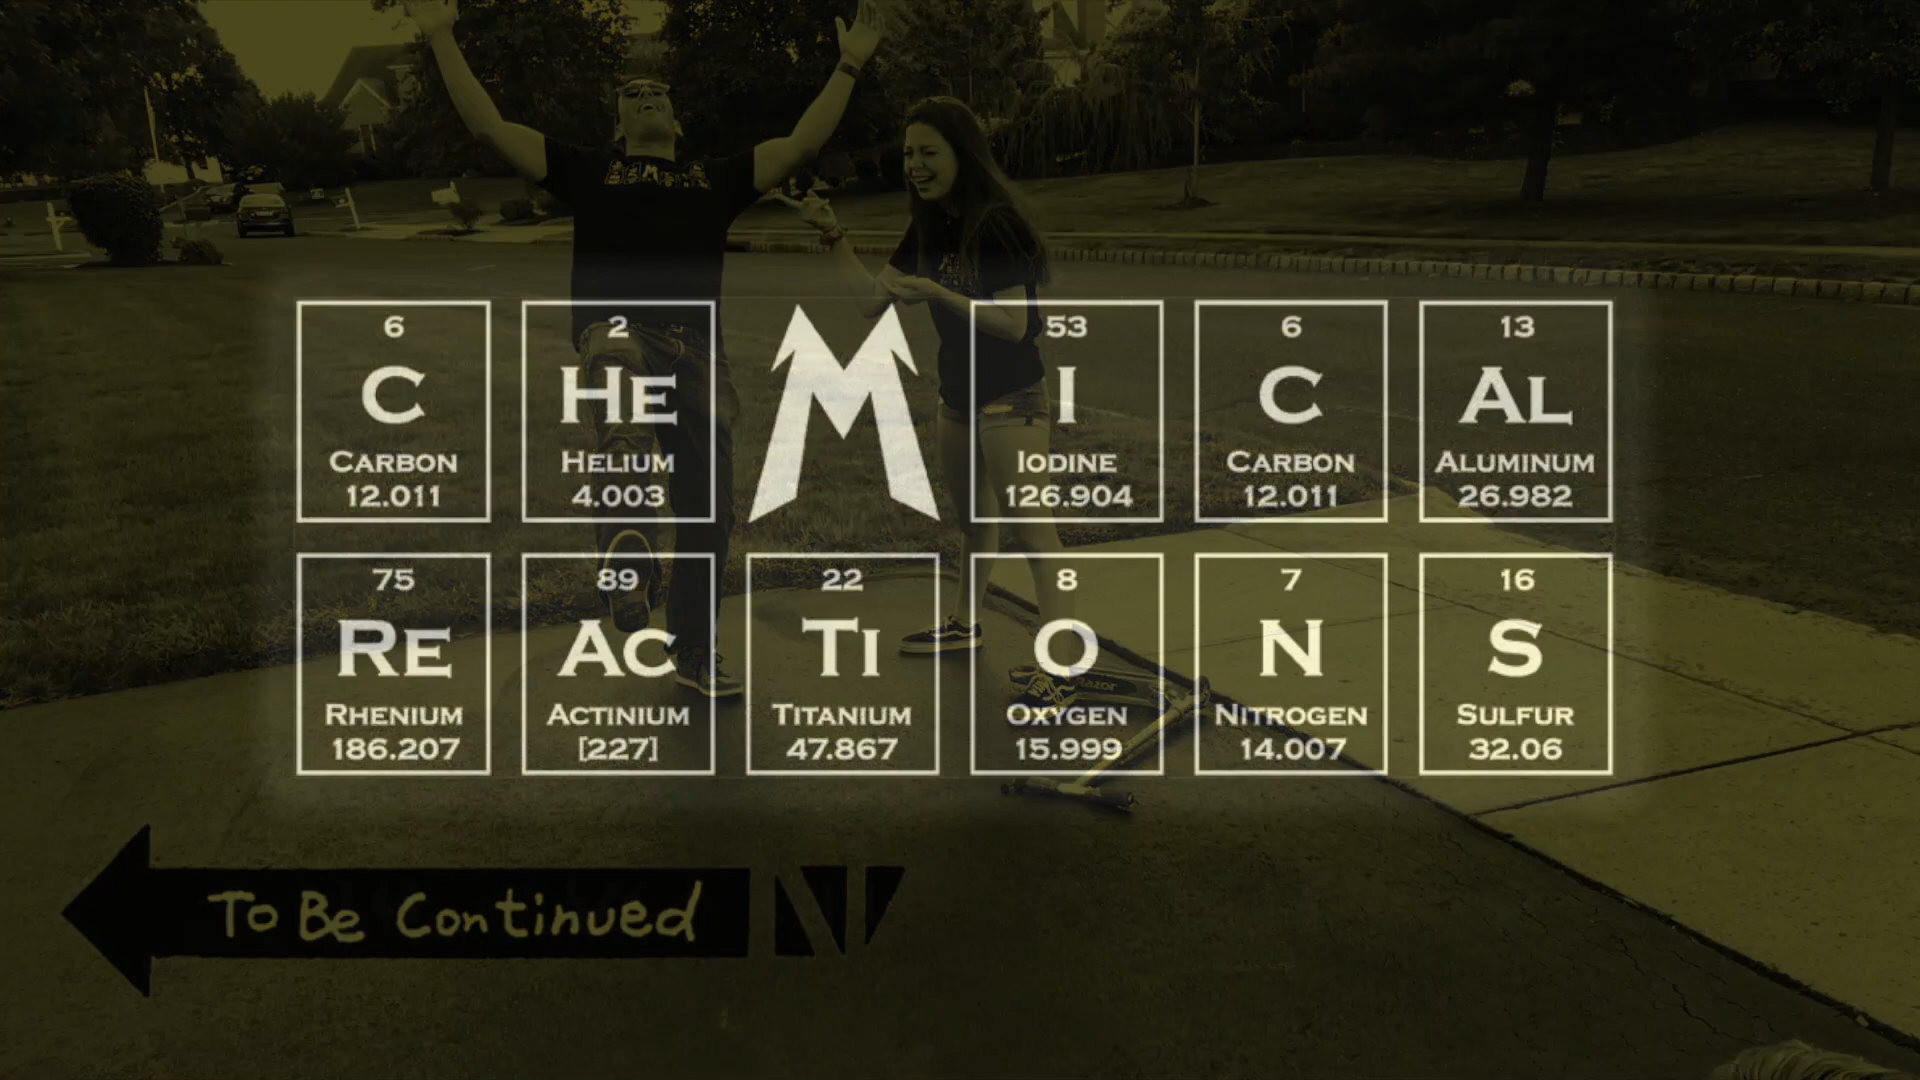 6 2 53 6 13
C He M I C Al
Carbon Helium Iodine Carbon Aluminum
12.011 4.003 126.904 12.011 26.982
75 89 22 8 7 16
Re Ac Ti O N S
Rhenium Actinium Titanium Oxygen Nitrogen Sulfur
186.207 [227] 47.867 15.999 14.007 32.06
Razor
To Be Continued